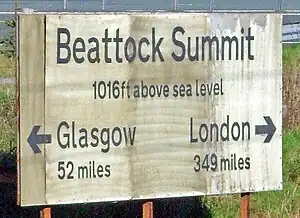 Beattock Summit
1016ft above sea level
← Glasgow London →
52 miles 349 miles